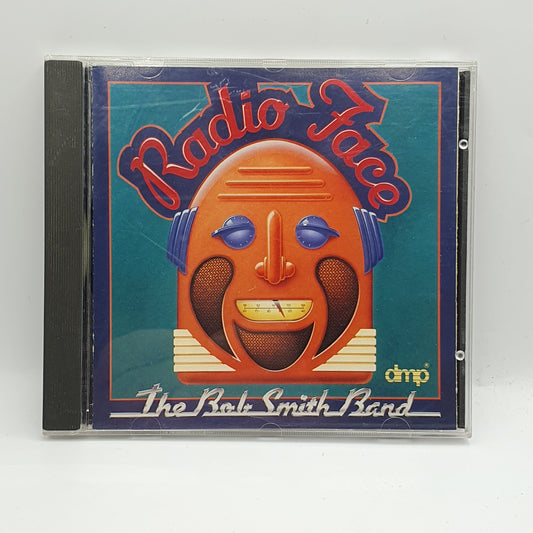 Radio Face
dmp®
The Bob Smith Band